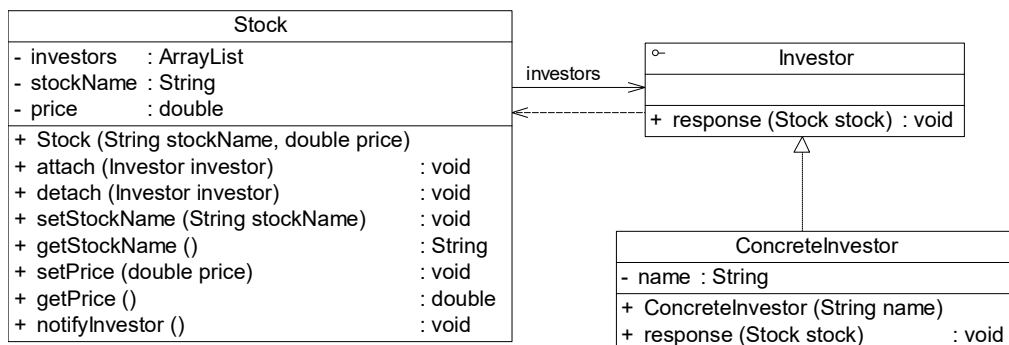 Stock
- investors : ArrayList
- stockName : String
- price : double
+ Stock (String stockName, double price)
+ attach (Investor investor) : void
+ detach (Investor investor) : void
+ setStockName (String stockName) : void
+ getStockName () : String
+ setPrice (double price) : void
+ getPrice () : double
+ notifyInvestor () : void
investors
Investor
+ response (Stock stock) : void
ConcreteInvestor
- name : String
+ ConcreteInvestor (String name)
+ response (Stock stock) : void